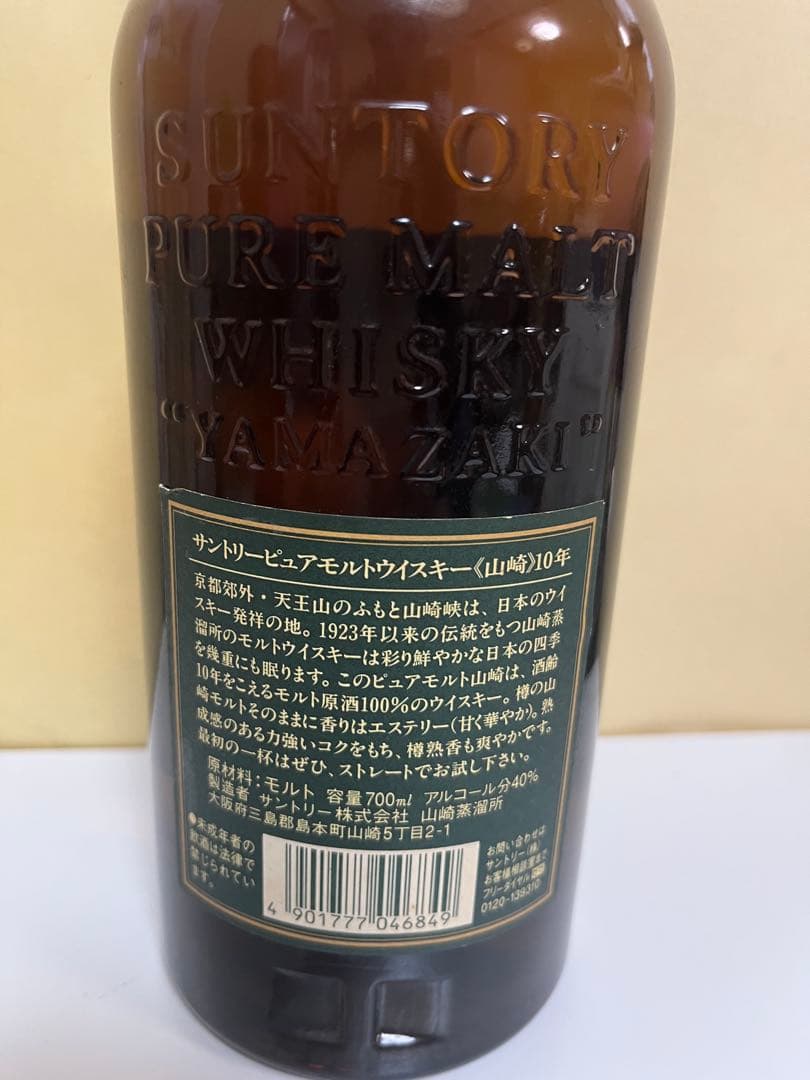 SUNTORY
PURE MALT
WHISKY
"YAMAZAKI"
サントリーピュアモルトウイスキー《山崎》10年
京都郊外・天王山のふもと山崎峡は、日本のウイ
スキー発祥の地。1923年以来の伝統をもつ山崎蒸
溜所のモルトウイスキーは彩り鮮やかな日本の四季
を幾重にも眠ります。このピュアモルト山崎は、酒齢
10年をこえるモルト原酒100%のウイスキー。樽の山
崎モルトそのままに香りはエステリー(甘く華やか)。熟
成感のある力強いコクをもち、樽熟香も爽やかです。
最初の一杯はぜひ、ストレートでお試し下さい。
原材料:モルト 容量700ml アルコール分40%
製造者 サントリー株式会社 山崎蒸溜所
大阪府三島郡島本町山崎5丁目2-1
●未成年者の
飲酒は法律で
禁じられてい
ます。
4 901777 046849
お問い合わせは
サントリー(株)
お客様相談室まで
フリーダイヤル
0120-139310